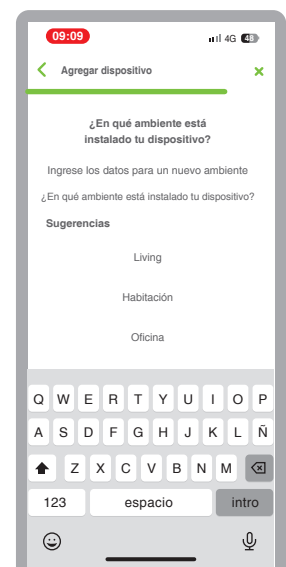 09:09
4G 48
Agregar dispositivo
¿En qué ambiente está
instalado tu dispositivo?
Ingrese los datos para un nuevo ambiente
¿En qué ambiente está instalado tu dispositivo?
Sugerencias
Living
Habitación
Oficina
Q W E R T Y U I O P
A S D F G H J K L Ñ
Z X C V B N M
123 espacio intro